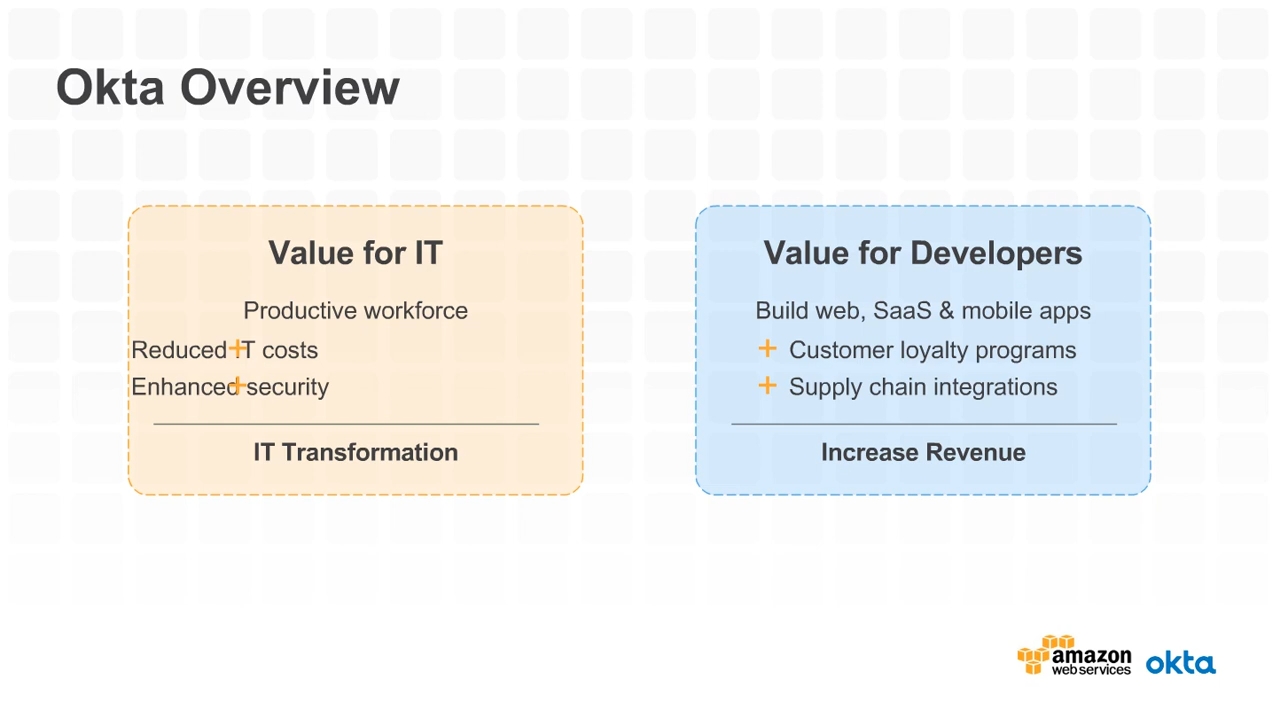 Okta Overview
Value for IT
Productive workforce
Reduced IT costs
Enhanced security
IT Transformation
Value for Developers
Build web, SaaS & mobile apps
+ Customer loyalty programs
+ Supply chain integrations
Increase Revenue
amazon
web services
okta